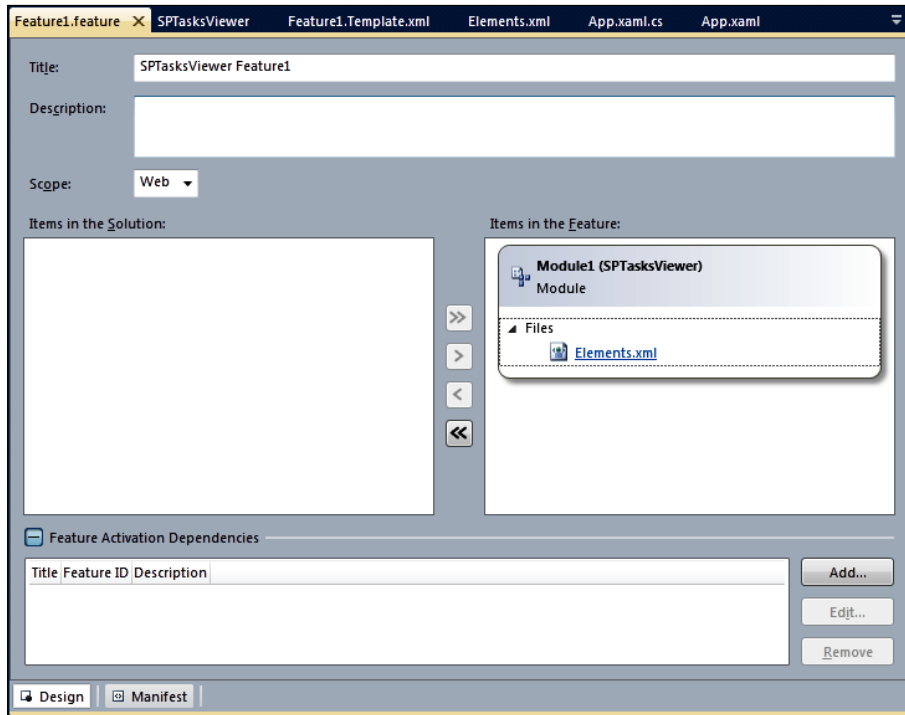 Feature1.feature X SPTasksViewer Feature1.Template.xml Elements.xml App.xaml.cs App.xaml
Title: SPTasksViewer Feature1
Description:
Scope: Web
Items in the Solution: Items in the Feature:
Module1 (SPTasksViewer)
Module
>>
Files
>
Elements.xml
<
<<
Feature Activation Dependencies
Title Feature ID Description Add...
Edit...
Remove
Design Manifest